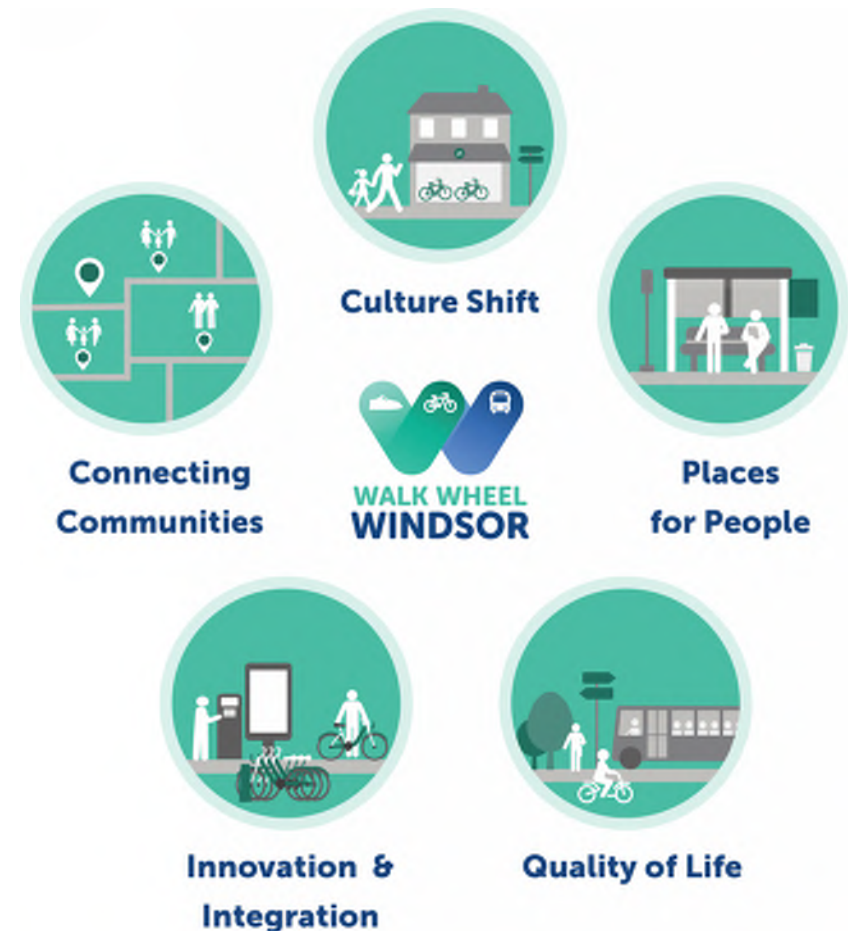 Culture Shift
Connecting
Communities
WALK WHEEL
WINDSOR
Places
for People
Innovation &
Integration
Quality of Life